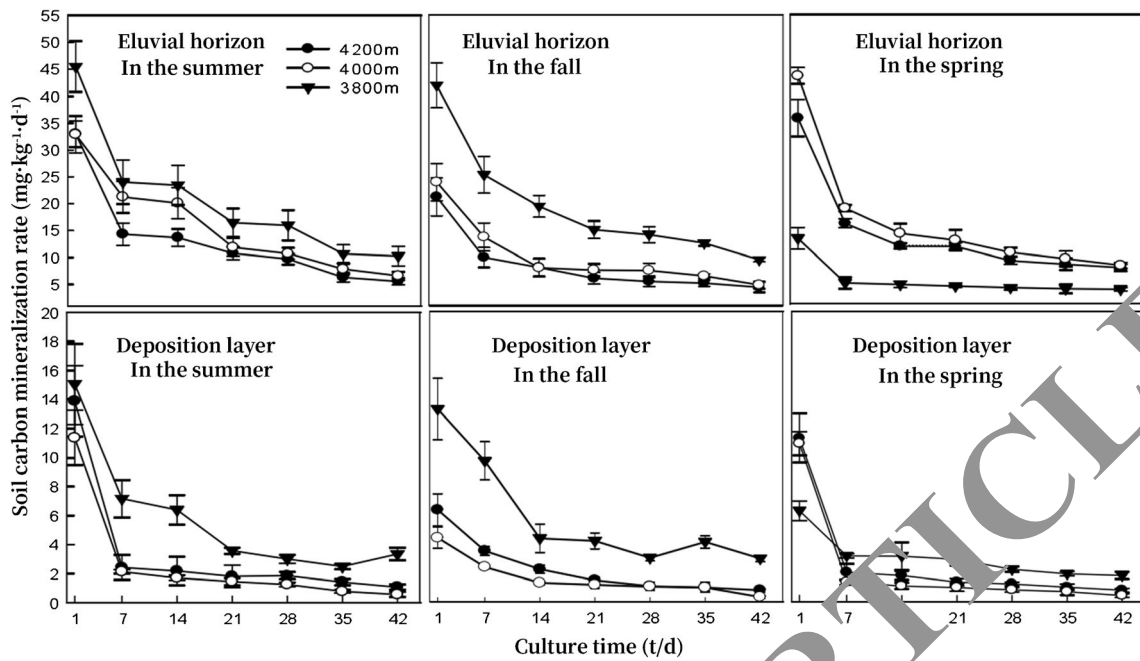 Soil carbon mineralization rate (mg·kg⁻¹·d⁻¹)
55
50
45
40
35
30
25
20
15
10
5
Eluvial horizon
In the summer
4200m
4000m
3800m
Eluvial horizon
In the fall
Eluvial horizon
In the spring
20
18
16
14
12
10
8
6
4
2
0
Deposition layer
In the summer
Deposition layer
In the fall
Deposition layer
In the spring
1 7 14 21 28 35 42
1 7 14 21 28 35 42
1 7 21 28 35 42
Culture time (t/d)